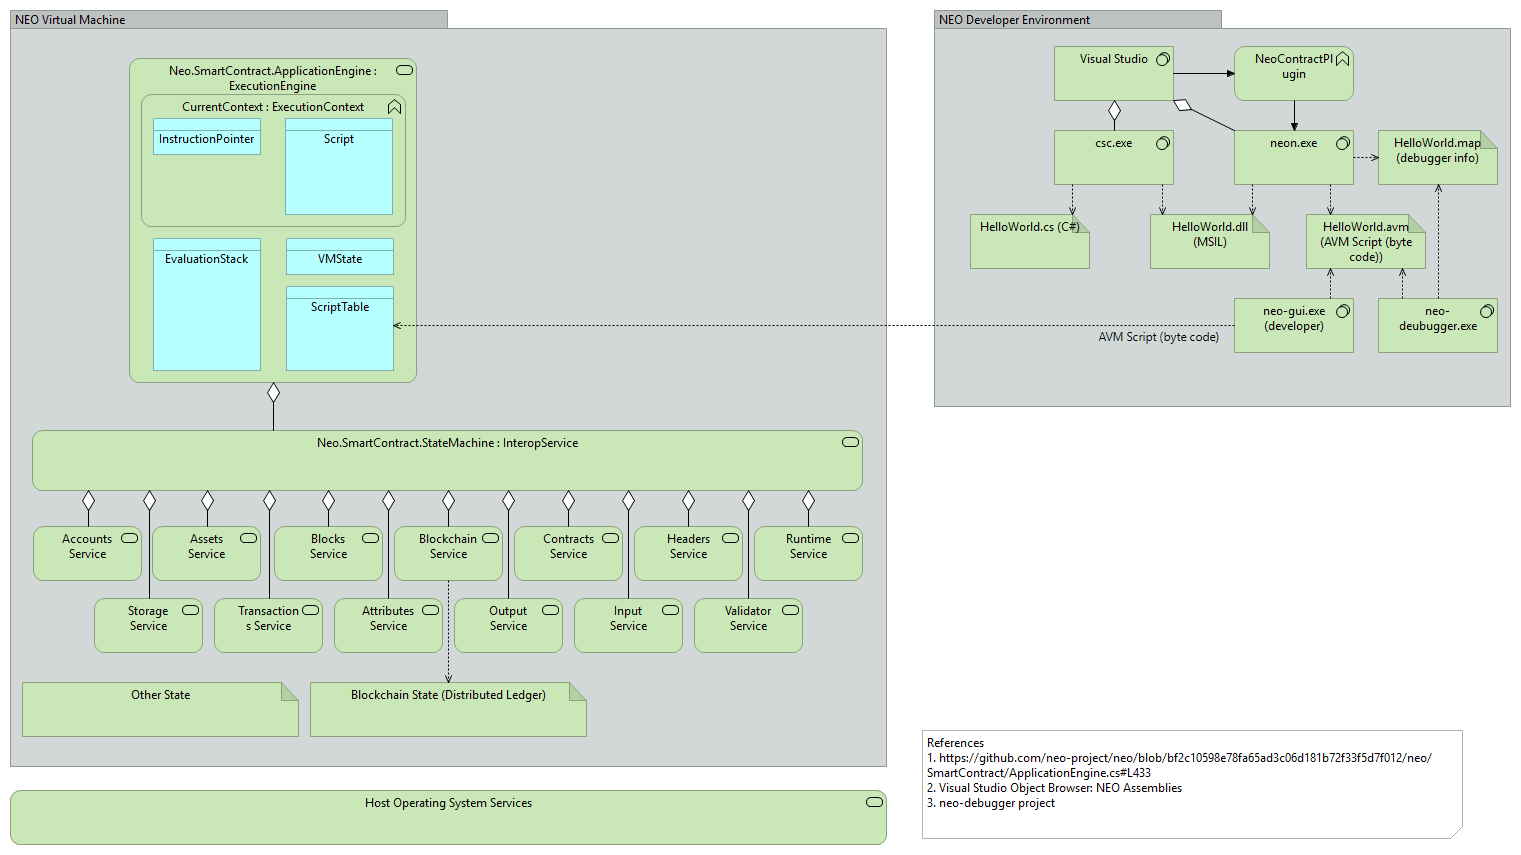 NEO Virtual Machine
Neo.SmartContract.ApplicationEngine :
ExecutionEngine
CurrentContext : ExecutionContext
InstructionPointer
Script
EvaluationStack
VMState
ScriptTable
Neo.SmartContract.StateMachine : InteropService
Accounts
Service
Assets
Service
Blocks
Service
Blockchain
Service
Contracts
Service
Headers
Service
Runtime
Service
Storage
Service
Transaction
s Service
Attributes
Service
Output
Service
Input
Service
Validator
Service
Other State
Blockchain State (Distributed Ledger)
Host Operating System Services
NEO Developer Environment
Visual Studio
NeoContractPl
ugin
csc.exe
neon.exe
HelloWorld.map
(debugger info)
HelloWorld.cs (C#)
HelloWorld.dll
(MSIL)
HelloWorld.avm
(AVM Script (byte
code))
neo-gui.exe
(developer)
neo-
deubugger.exe
AVM Script (byte code)
References
1. https://github.com/neo-project/neo/blob/bf2c10598e78fa65ad3c06d181b72f33f5d7f012/neo/
SmartContract/ApplicationEngine.cs#L433
2. Visual Studio Object Browser: NEO Assemblies
3. neo-debugger project